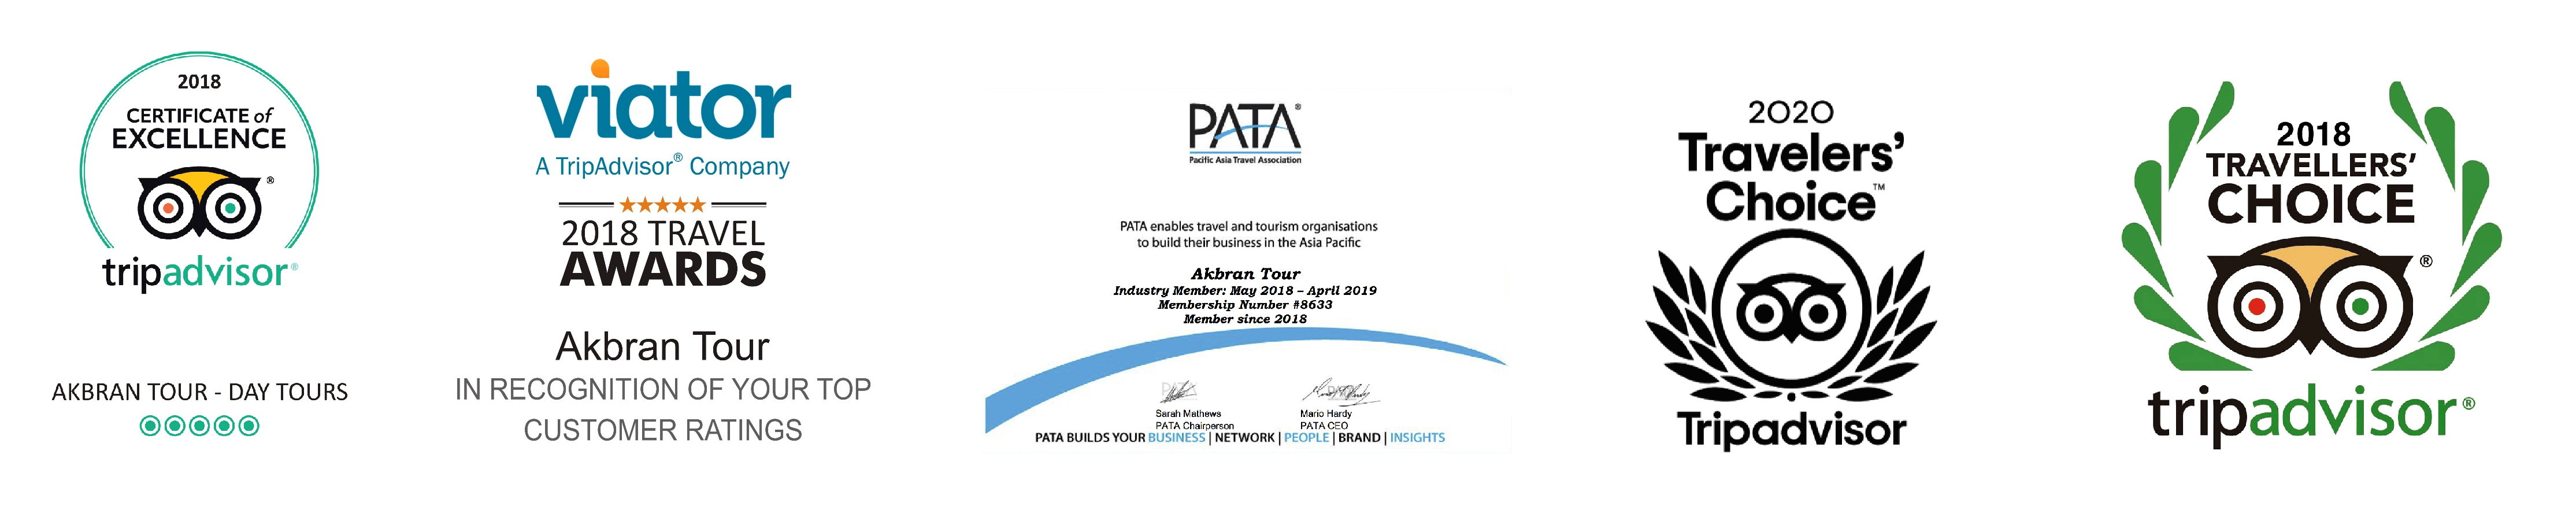 2018
CERTIFICATE of
EXCELLENCE
®
tripadvisor®
AKBRAN TOUR - DAY TOURS
viator
A TripAdvisor® Company
2018 TRAVEL
AWARDS
Akbran Tour
IN RECOGNITION OF YOUR TOP
CUSTOMER RATINGS
PATA®
Pacific Asia Travel Association
PATA enables travel and tourism organisations
to build their business in the Asia Pacific
Akbran Tour
Industry Member: May 2018 – April 2019
Membership Number #8633
Member since 2018
Sarah Mathews
PATA Chairperson
Mario Hardy
PATA CEO
PATA BUILDS YOUR BUSINESS | NETWORK | PEOPLE | BRAND | INSIGHTS
2020
Travelers’
Choice™
Tripadvisor
2018
TRAVELLERS’
CHOICE
®
tripadvisor®